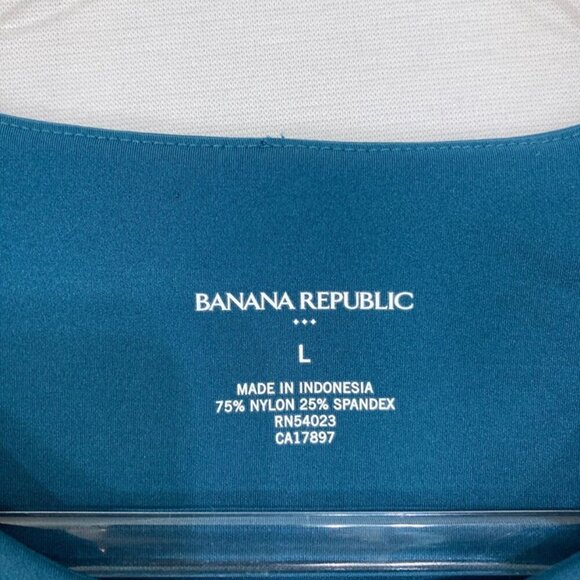 BANANA REPUBLIC
L
MADE IN INDONESIA
75% NYLON 25% SPANDEX
RN54023
CA17897